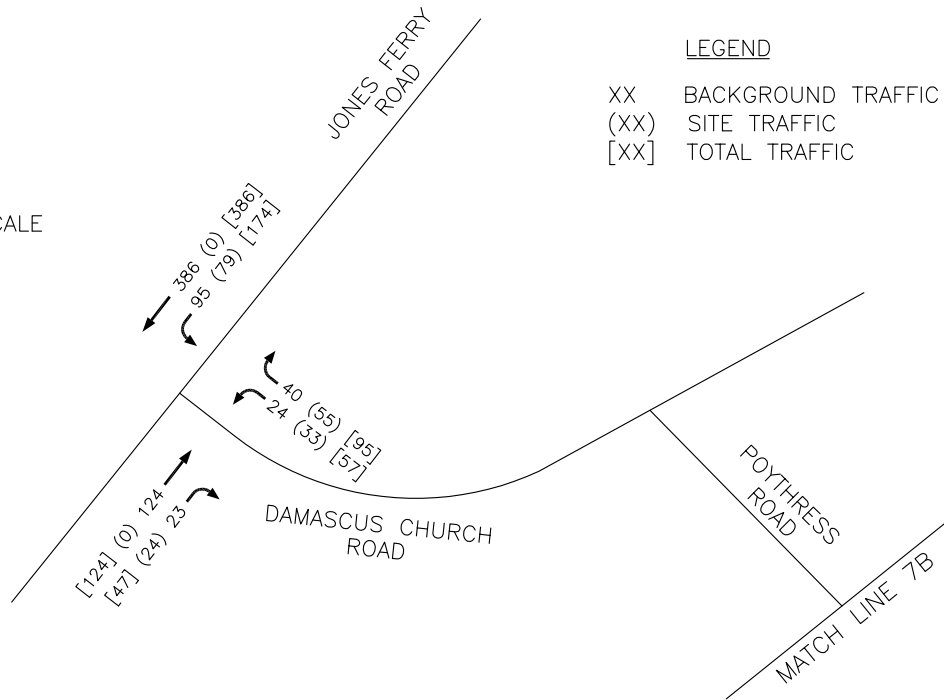 JONES FERRY
ROAD
LEGEND
XX BACKGROUND TRAFFIC
(XX) SITE TRAFFIC
[XX] TOTAL TRAFFIC
CALE
386 (0) [386]
95 (79) [174]
40 (55) [95]
24 (33) [57]
[124] (0) 124
[47] (24) 23
DAMASCUS CHURCH
ROAD
POYTHRESS
ROAD
MATCH LINE 7B